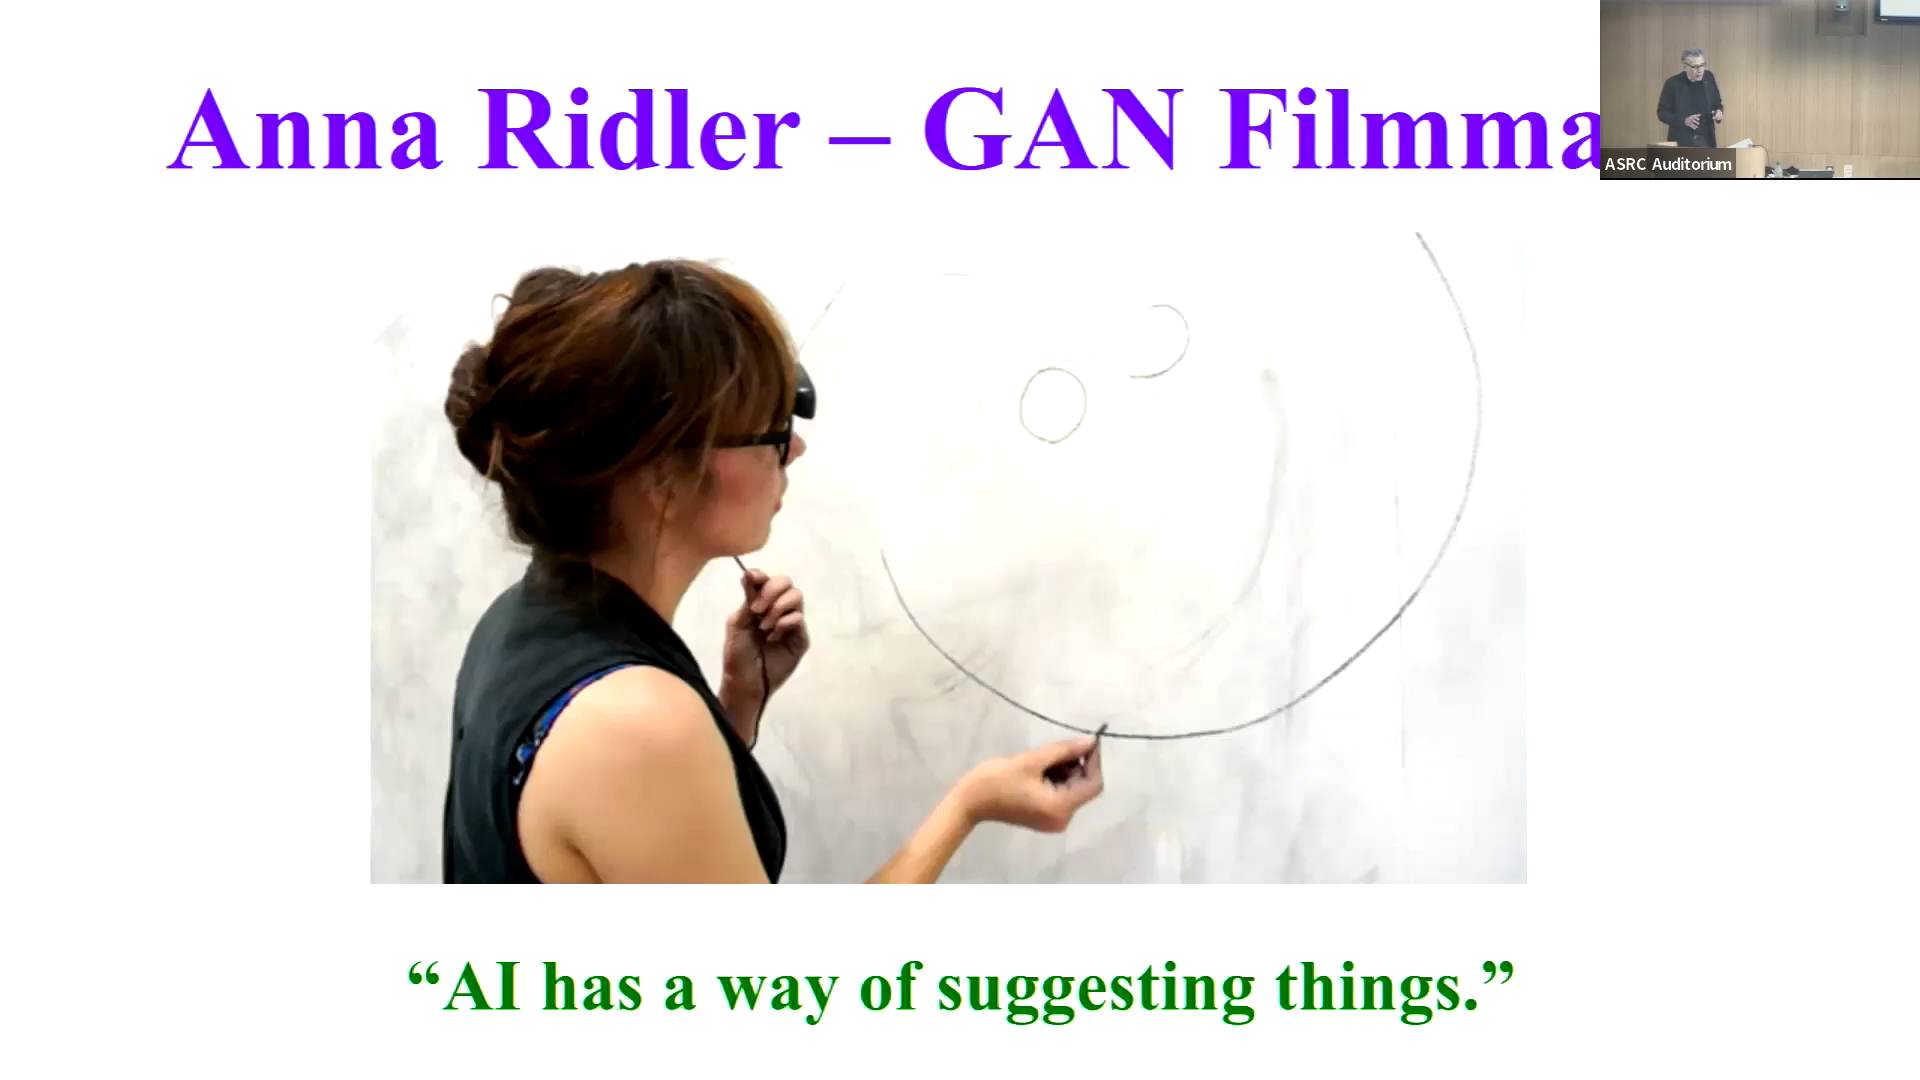 Anna Ridler – GAN Filmma
ASRC Auditorium
“AI has a way of suggesting things.”